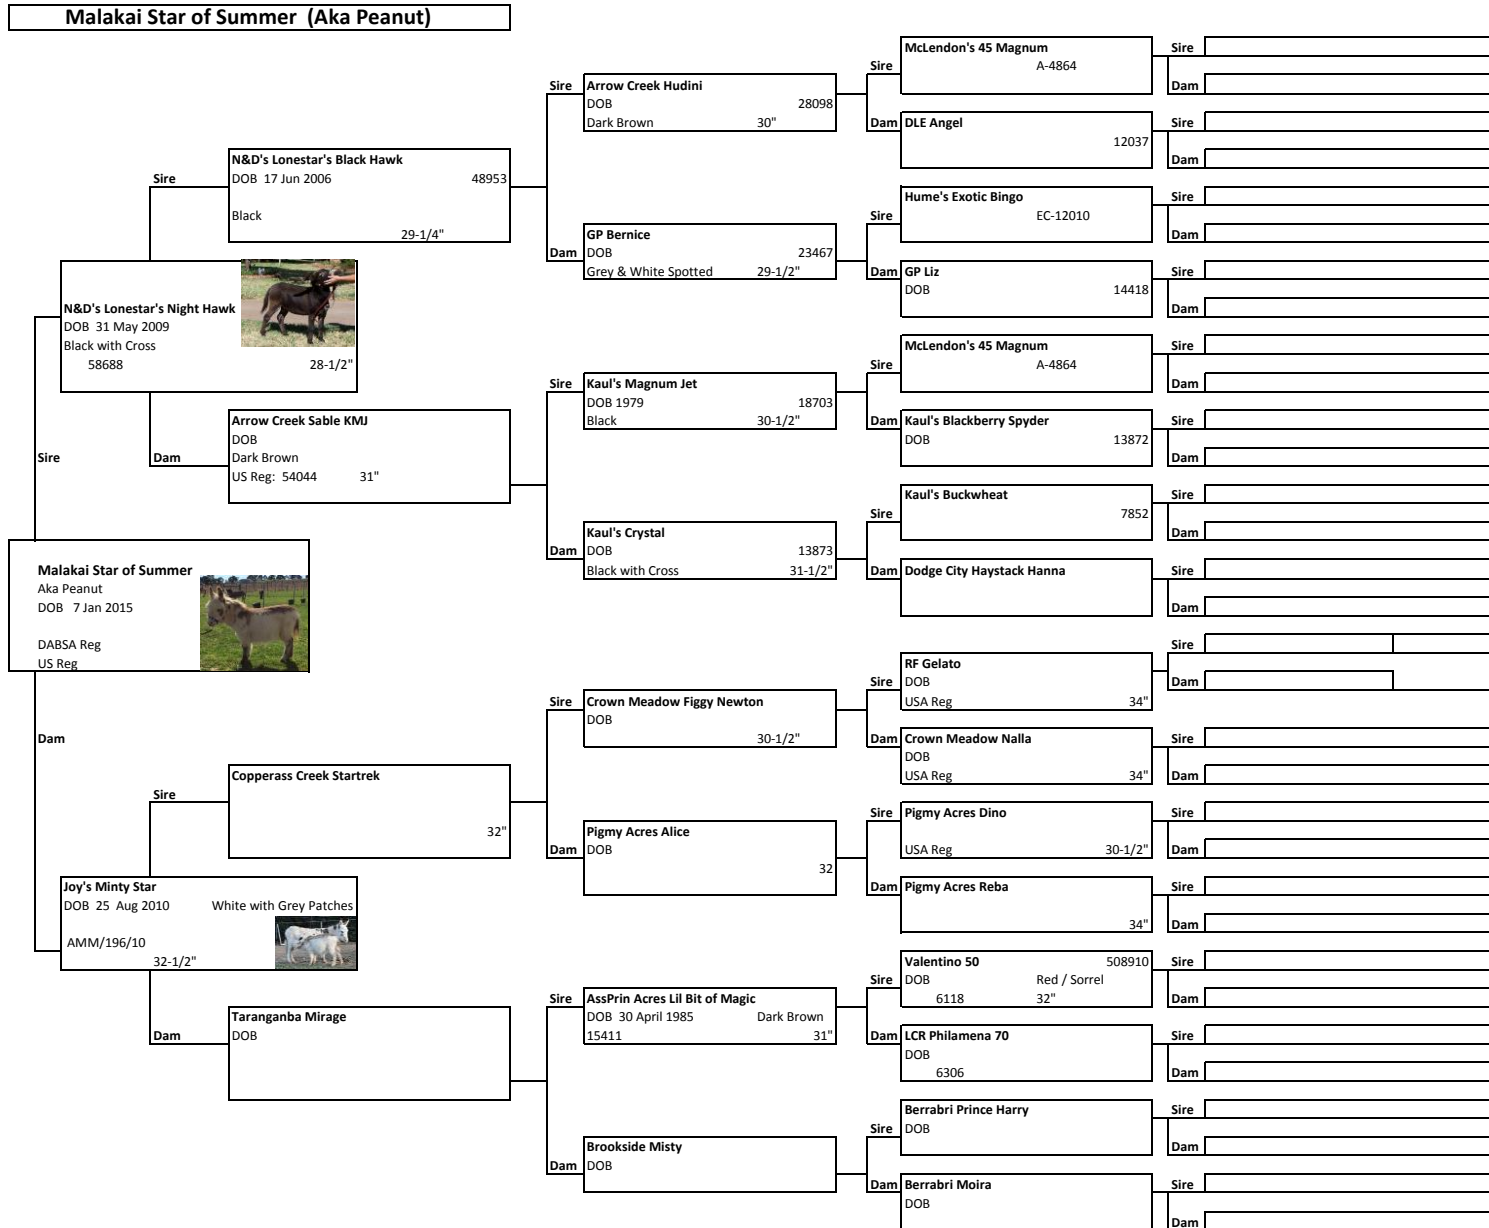 Malakai Star of Summer (Aka Peanut)
Malakai Star of Summer
Aka Peanut
DOB 7 Jan 2015
DABSA Reg
US Reg
Sire
Dam
N&D's Lonestar's Night Hawk
DOB 31 May 2009
Black with Cross
58688 28-1/2"
Sire
Dam
Joy's Minty Star
DOB 25 Aug 2010 White with Grey Patches
AMM/196/10
32-1/2"
Sire
Dam
N&D's Lonestar's Black Hawk
DOB 17 Jun 2006 48953
Black
29-1/4"
Arrow Creek Sable KMJ
DOB
Dark Brown
US Reg: 54044 31"
Copperass Creek Startrek
32"
Taranganba Mirage
DOB
Sire
Arrow Creek Hudini
DOB 28098
Dark Brown 30"
Dam
GP Bernice
DOB 23467
Grey & White Spotted 29-1/2"
Sire
Kaul's Magnum Jet
DOB 1979 18703
Black 30-1/2"
Dam
Kaul's Crystal
DOB 13873
Black with Cross 31-1/2"
Sire
Crown Meadow Figgy Newton
DOB
30-1/2"
Dam
Pigmy Acres Alice
DOB
32
Sire
AssPrin Acres Lil Bit of Magic
DOB 30 April 1985 Dark Brown
15411 31"
Dam
Brookside Misty
DOB
Sire
McLendon's 45 Magnum
A-4864
Dam
DLE Angel
12037
Sire
Hume's Exotic Bingo
EC-12010
Dam
GP Liz
DOB 14418
Sire
McLendon's 45 Magnum
A-4864
Dam
Kaul's Blackberry Spyder
DOB 13872
Sire
Kaul's Buckwheat
7852
Dam
Dodge City Haystack Hanna
Sire
RF Gelato
DOB
USA Reg 34"
Dam
Crown Meadow Nalla
DOB
USA Reg 34"
Sire
Pigmy Acres Dino
USA Reg 30-1/2"
Dam
Pigmy Acres Reba
34"
Sire
Valentino 50 508910
DOB Red / Sorrel
6118 32"
Dam
LCR Philamena 70
DOB
6306
Sire
Berrabri Prince Harry
DOB
Dam
Berrabri Moira
DOB
Sire
Dam
Sire
Dam
Sire
Dam
Sire
Dam
Sire
Dam
Sire
Dam
Sire
Dam
Sire
Dam
Sire
Dam
Sire
Dam
Sire
Dam
Sire
Dam
Sire
Dam
Sire
Dam
Sire
Dam
Sire
Dam